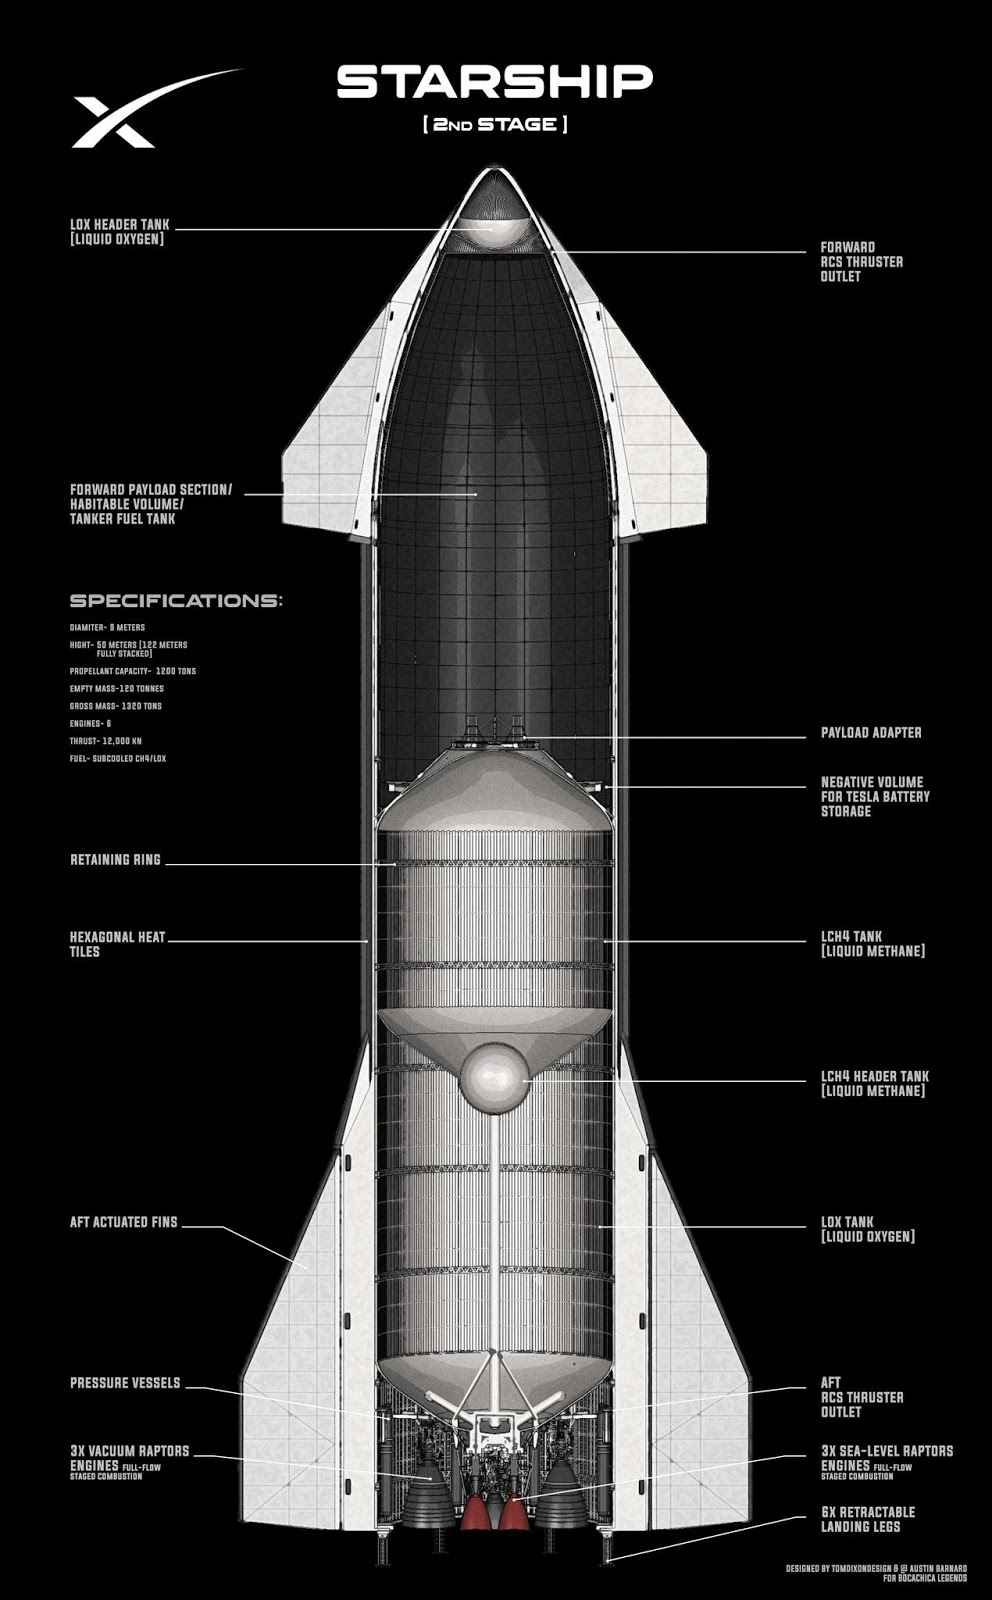 STARSHIP
[ 2ND STAGE ]
LOX HEADER TANK
[LIQUID OXYGEN]
FORWARD
RCS THRUSTER
OUTLET
FORWARD PAYLOAD SECTION/
HABITABLE VOLUME/
TANKER FUEL TANK
SPECIFICATIONS:
DIAMITER- 9 METERS
HIGHT- 50 METERS [122 METERS
FULLY STACKED]
PROPELLANT CAPACITY- 1200 TONS
EMPTY MASS-120 TONNES
GROSS MASS- 1320 TONS
ENGINES- 6
THRUST- 12,000 KN
FUEL- SUBCOOLED CH4/LOX
PAYLOAD ADAPTER
NEGATIVE VOLUME
FOR TESLA BATTERY
STORAGE
RETAINING RING
HEXAGONAL HEAT
TILES
LCH4 TANK
[LIQUID METHANE]
LCH4 HEADER TANK
[LIQUID METHANE]
AFT ACTUATED FINS
LOX TANK
[LIQUID OXYGEN]
PRESSURE VESSELS
AFT
RCS THRUSTER
OUTLET
3X VACUUM RAPTORS
ENGINES FULL-FLOW
STAGED COMBUSTION
3X SEA-LEVEL RAPTORS
ENGINES FULL-FLOW
STAGED COMBUSTION
6X RETRACTABLE
LANDING LEGS
DESIGNED BY TOMDIXONDESIGN & @ AUSTIN BARNARD
FOR BOCACHICA LEGENDS